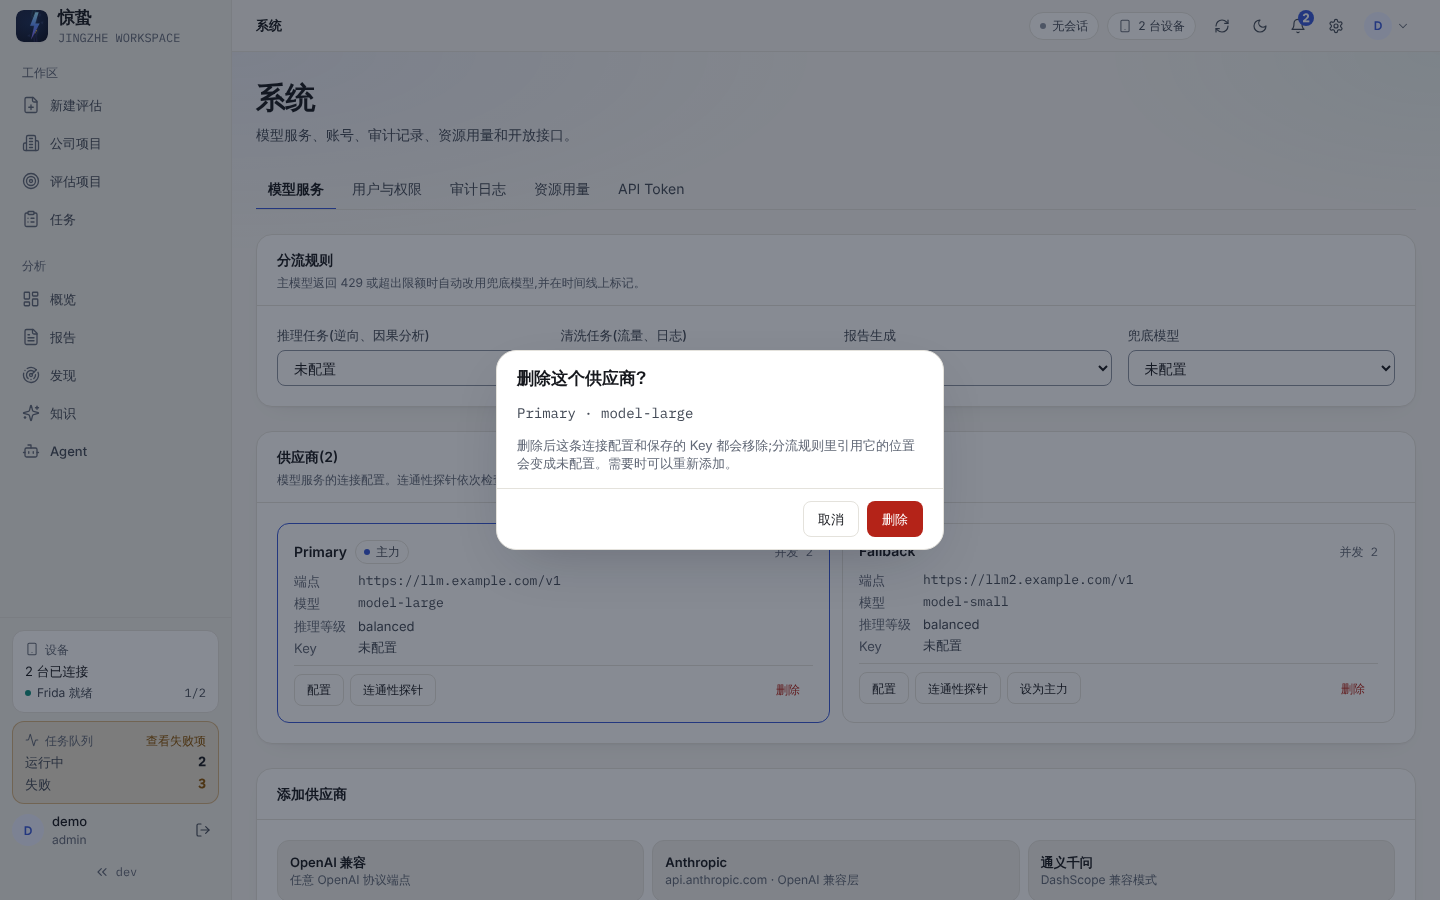 惊蛰
JINGZHE WORKSPACE
工作区
新建评估
公司项目
评估项目
任务
分析
概览
报告
发现
知识
Agent
设备
2 台已连接
Frida 就绪 1/2
任务队列 查看失败项
运行中 2
失败 3
D demo
admin
dev
系统
无会话
2 台设备
2
D
系统
模型服务、账号、审计记录、资源用量和开放接口。
模型服务 用户与权限 审计日志 资源用量 API Token
分流规则
主模型返回 429 或超出限额时自动改用兜底模型,并在时间线上标记。
推理任务(逆向、因果分析) 清洗任务(流量、日志) 报告生成 兜底模型
未配置 未配置
删除这个供应商?
Primary · model-large
删除后这条连接配置和保存的 Key 都会移除;分流规则里引用它的位置
会变成未配置。需要时可以重新添加。
取消 删除
供应商(2)
模型服务的连接配置。连通性探针依次检
Primary 主力 并发 2
端点 https://llm.example.com/v1
模型 model-large
推理等级 balanced
Key 未配置
配置 连通性探针 删除
Fallback 并发 2
端点 https://llm2.example.com/v1
模型 model-small
推理等级 balanced
Key 未配置
配置 连通性探针 设为主力 删除
添加供应商
OpenAI 兼容
任意 OpenAI 协议端点
Anthropic
api.anthropic.com · OpenAI 兼容层
通义千问
DashScope 兼容模式